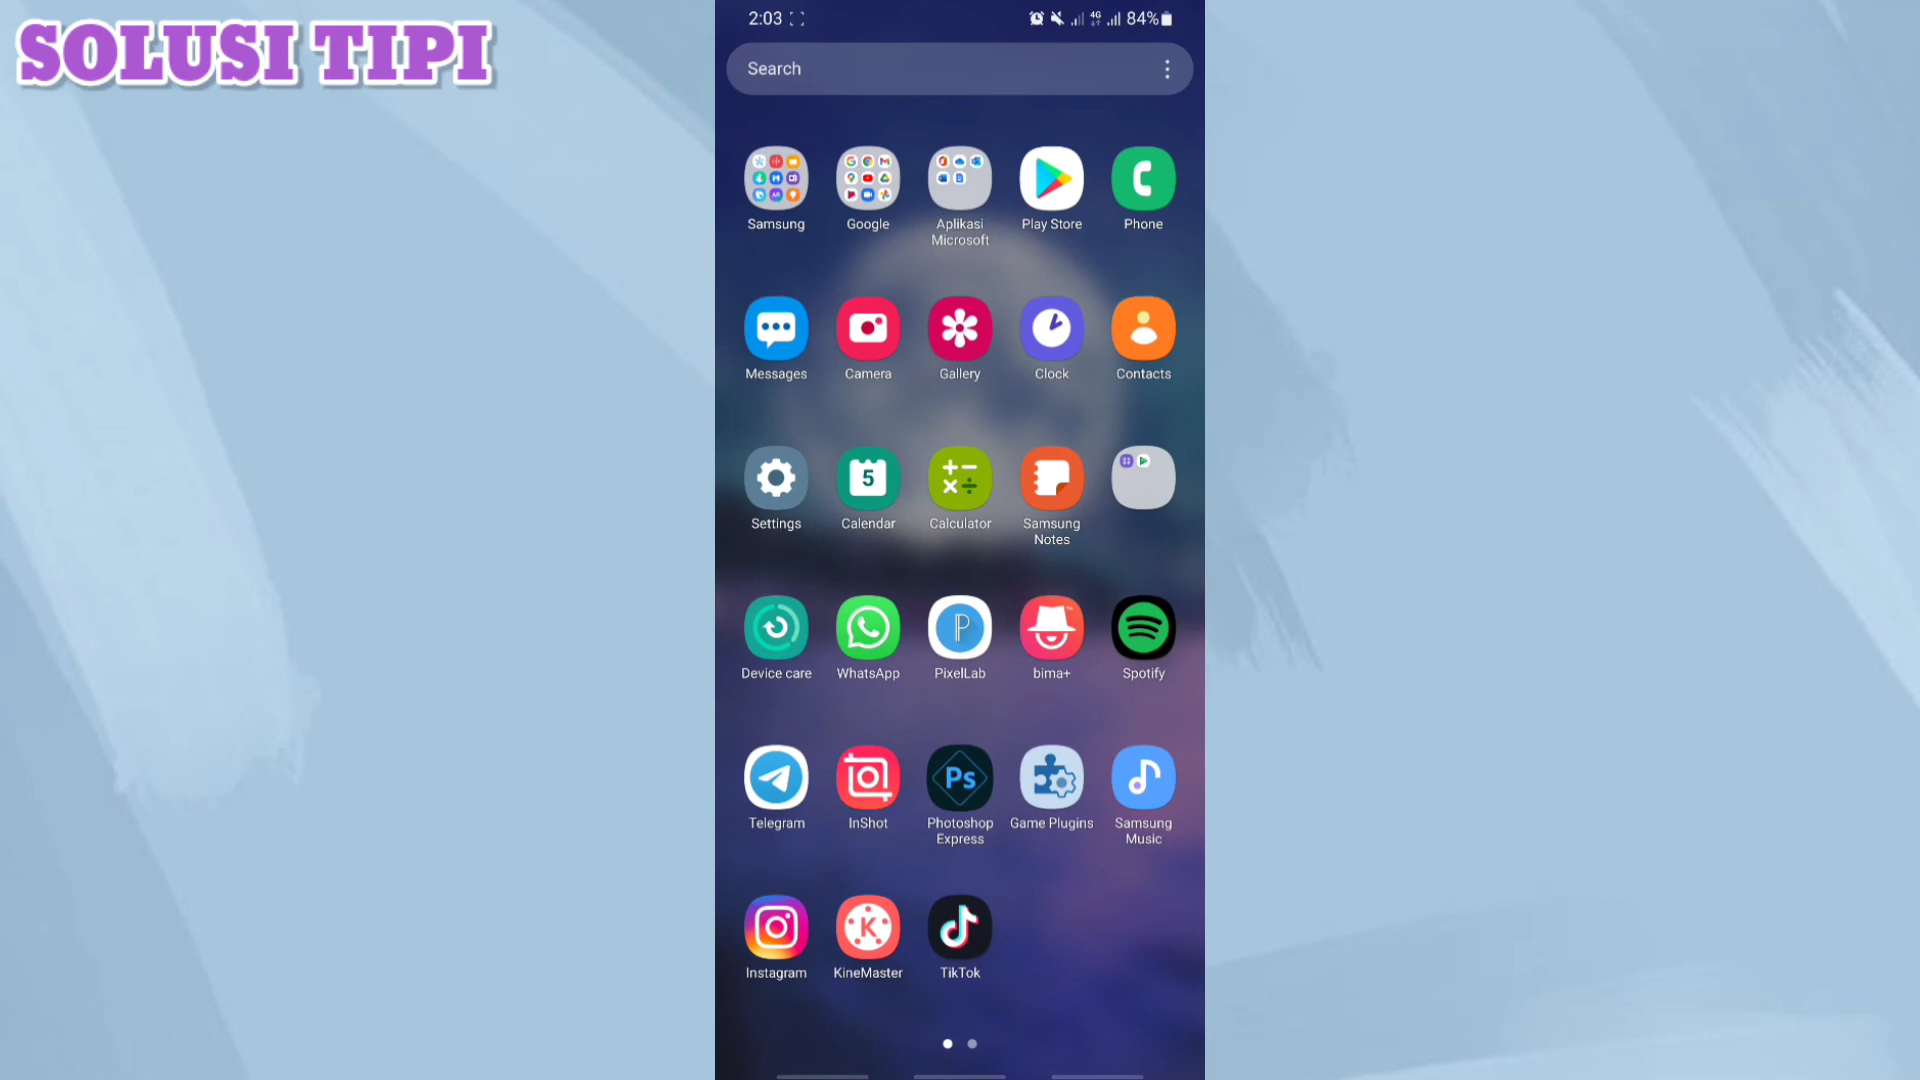 SOLUSI TIPI
2:03 4G 84%
Search
Samsung Google Aplikasi Microsoft Play Store Phone
Messages Camera Gallery Clock Contacts
5
Settings Calendar Calculator Samsung Notes
P
Device care WhatsApp PixelLab bima+ Spotify
Ps
Telegram InShot Photoshop Express Game Plugins Samsung Music
K
Instagram KineMaster TikTok